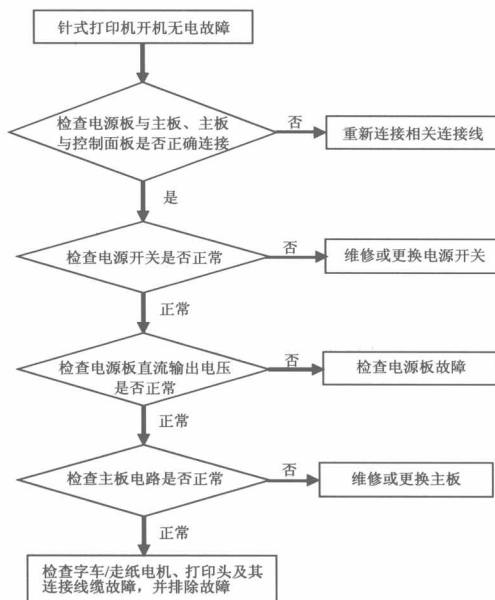 针式打印机开机无电故障
检查电源板与主板、主板
与控制面板是否正确连接
否
重新连接相关连接线
是
检查电源开关是否正常
否
维修或更换电源开关
正常
检查电源板直流输出电压
是否正常
否
检查电源板故障
正常
检查主板电路是否正常
否
维修或更换主板
正常
检查字车/走纸电机、打印头及其
连接线缆故障，并排除故障